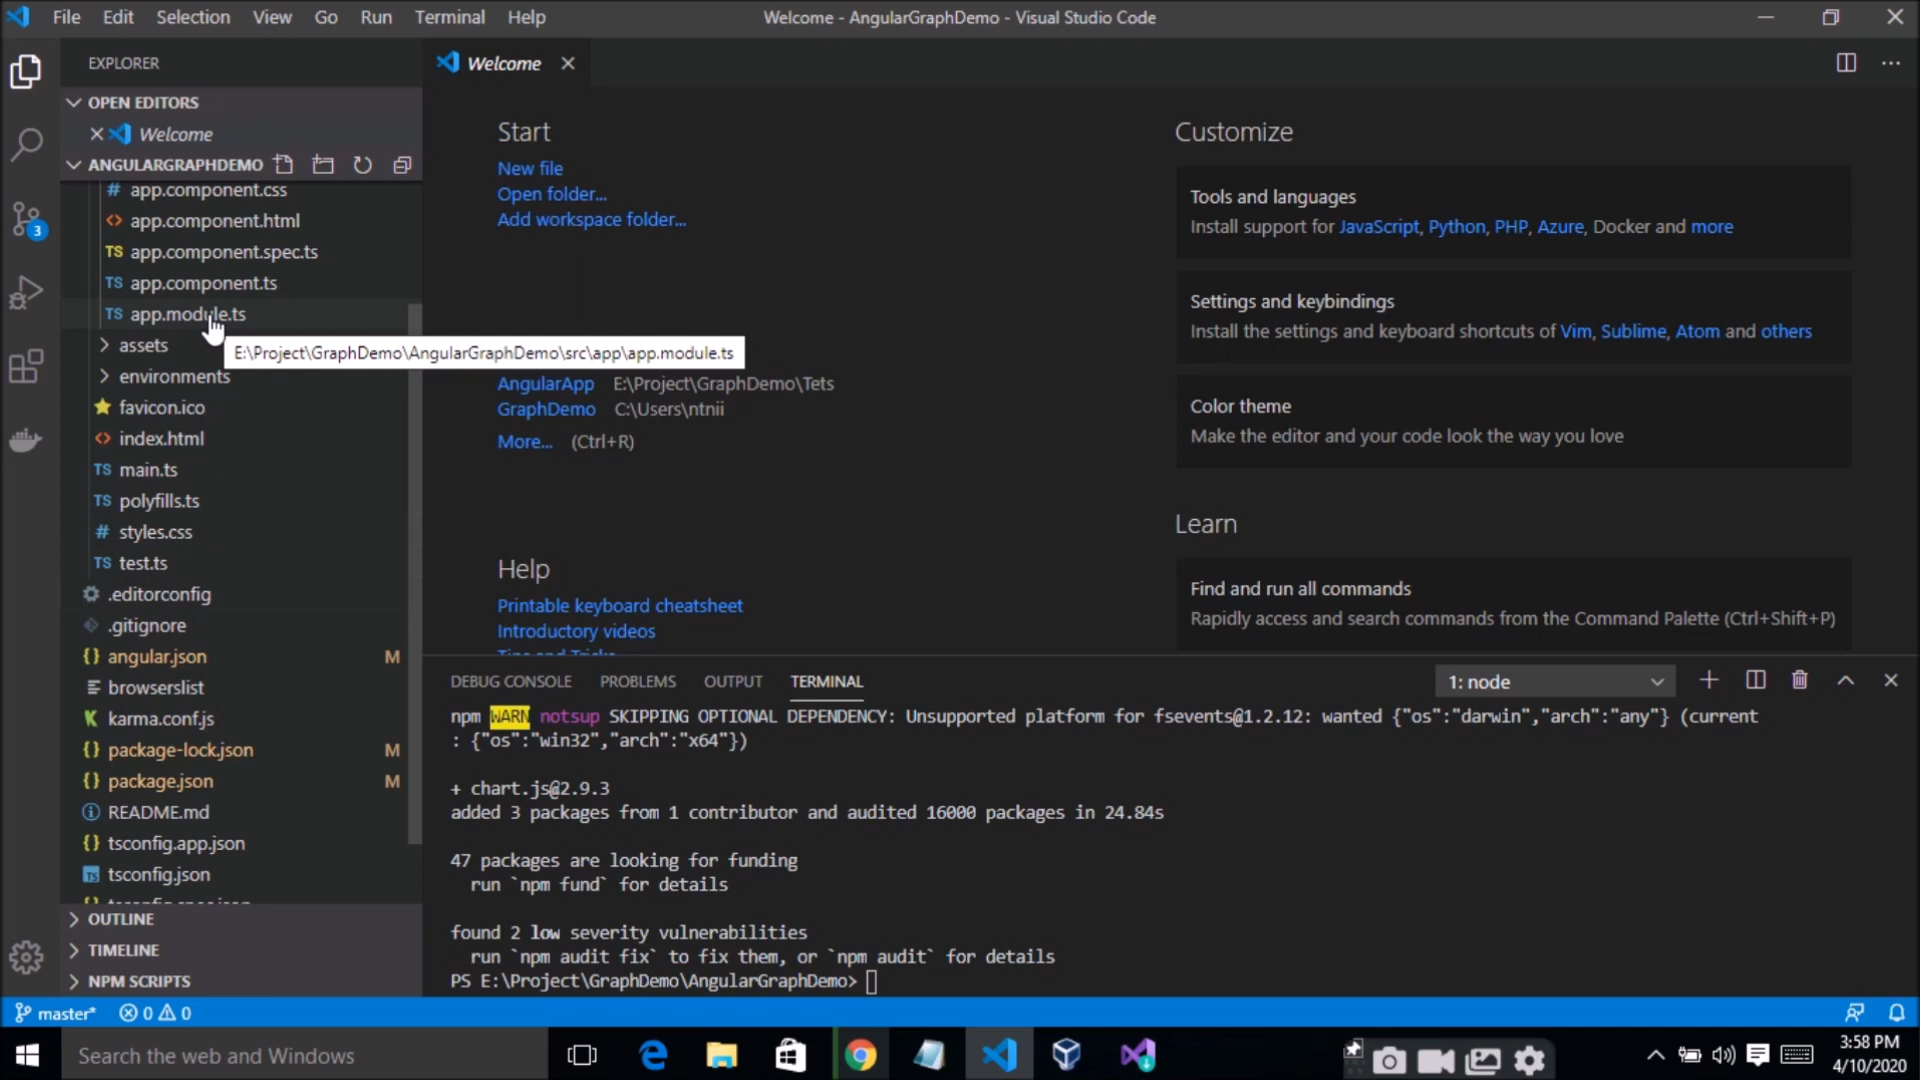 File Edit Selection View Go Run Terminal Help
Welcome - AngularGraphDemo - Visual Studio Code
EXPLORER
OPEN EDITORS
Welcome
ANGULARGRAPHDEMO
app.component.css
app.component.html
app.component.spec.ts
app.component.ts
app.module.ts
E:\Project\GraphDemo\AngularGraphDemo\src\app\app.module.ts
assets
environments
favicon.ico
index.html
main.ts
polyfills.ts
styles.css
test.ts
.editorconfig
.gitignore
angular.json M
browserslist
karma.conf.js
package-lock.json M
package.json M
README.md
tsconfig.app.json
tsconfig.json
tsconfig.spec.json
OUTLINE
TIMELINE
NPM SCRIPTS
3
Welcome
Start
New file
Open folder...
Add workspace folder...
AngularApp E:\Project\GraphDemo\Tets
GraphDemo C:\Users\ntnii
More... (Ctrl+R)
Help
Printable keyboard cheatsheet
Introductory videos
Tips and Tricks
Customize
Tools and languages
Install support for JavaScript, Python, PHP, Azure, Docker and more
Settings and keybindings
Install the settings and keyboard shortcuts of Vim, Sublime, Atom and others
Color theme
Make the editor and your code look the way you love
Learn
Find and run all commands
Rapidly access and search commands from the Command Palette (Ctrl+Shift+P)
DEBUG CONSOLE PROBLEMS OUTPUT TERMINAL
1: node
npm WARN notsup SKIPPING OPTIONAL DEPENDENCY: Unsupported platform for fsevents@1.2.12: wanted {"os":"darwin","arch":"any"} (current
: {"os":"win32","arch":"x64"})
+ chart.js@2.9.3
added 3 packages from 1 contributor and audited 16000 packages in 24.84s
47 packages are looking for funding
run `npm fund` for details
found 2 low severity vulnerabilities
run `npm audit fix` to fix them, or `npm audit` for details
PS E:\Project\GraphDemo\AngularGraphDemo>
master* 0 0
Search the web and Windows
3:58 PM
4/10/2020